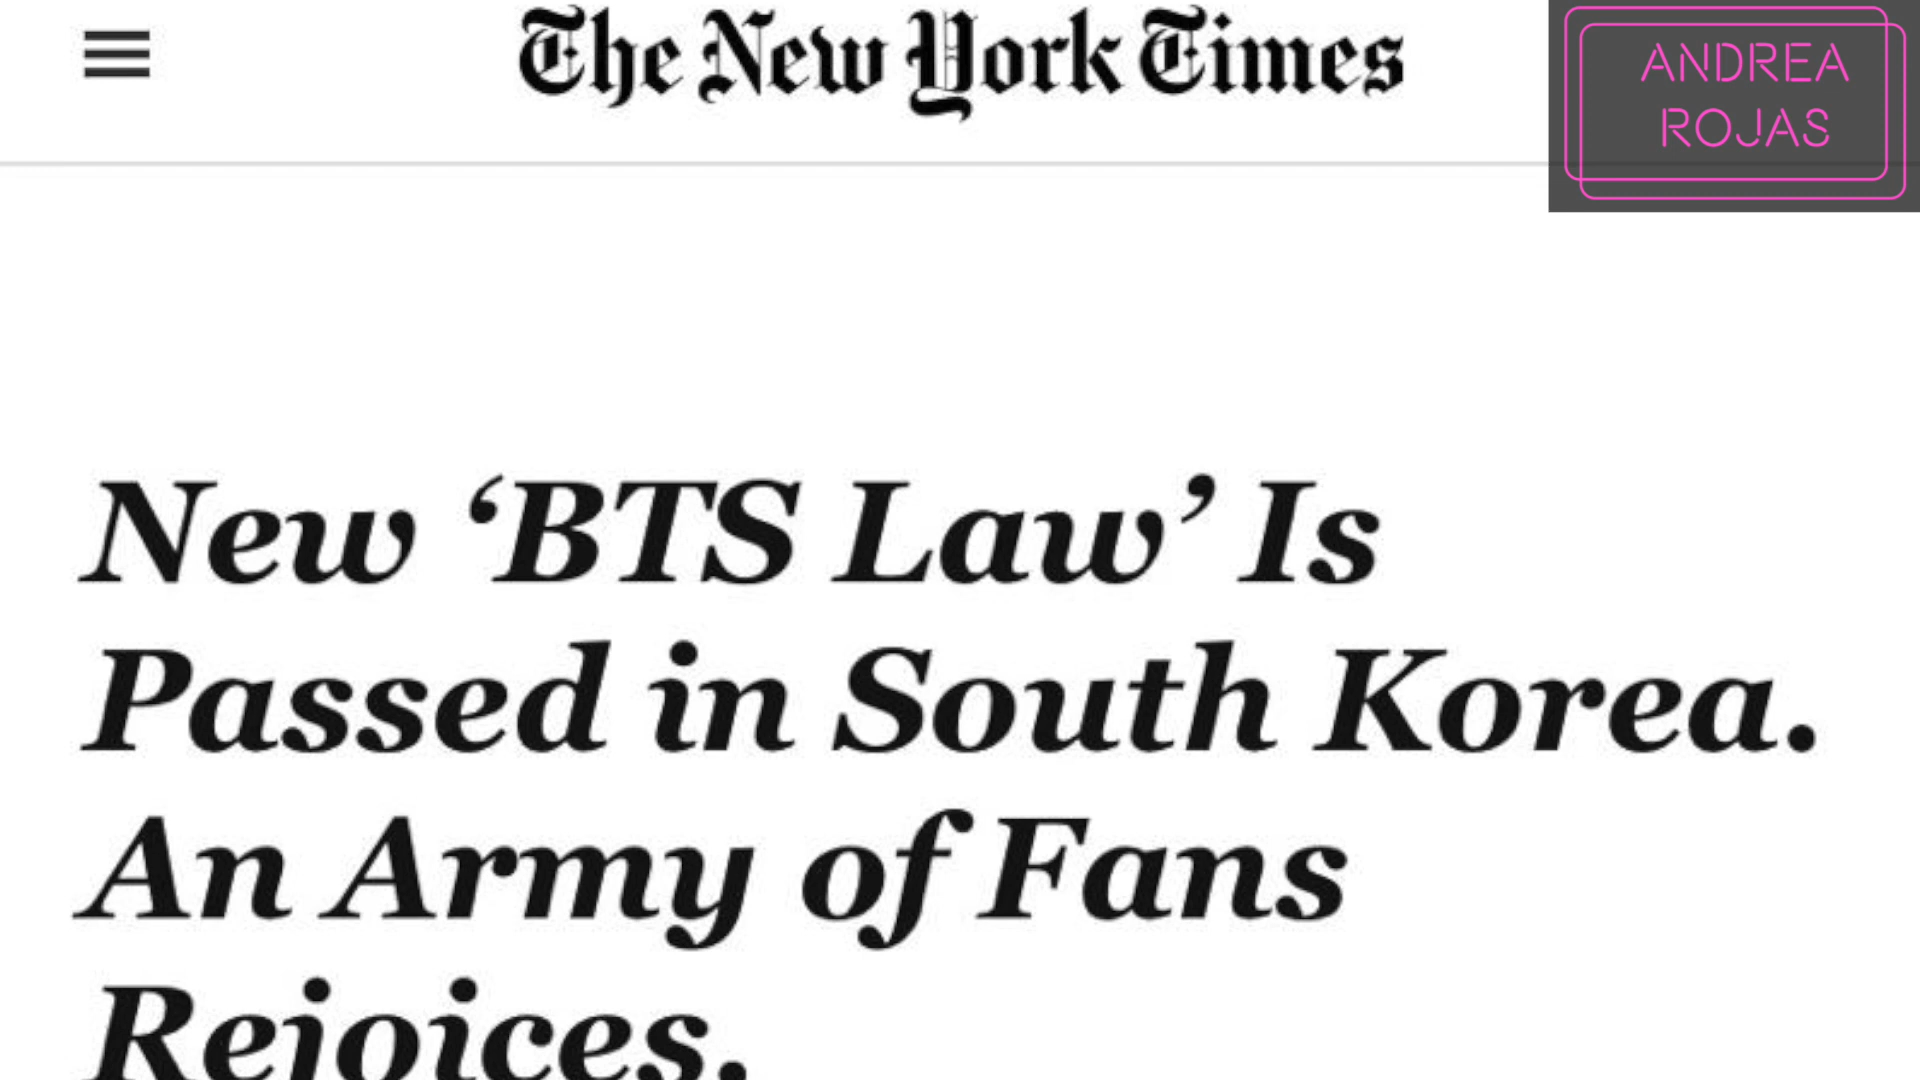 The New York Times
ANDREA
ROJAS
New ‘BTS Law’ Is
Passed in South Korea.
An Army of Fans
Rejoices.